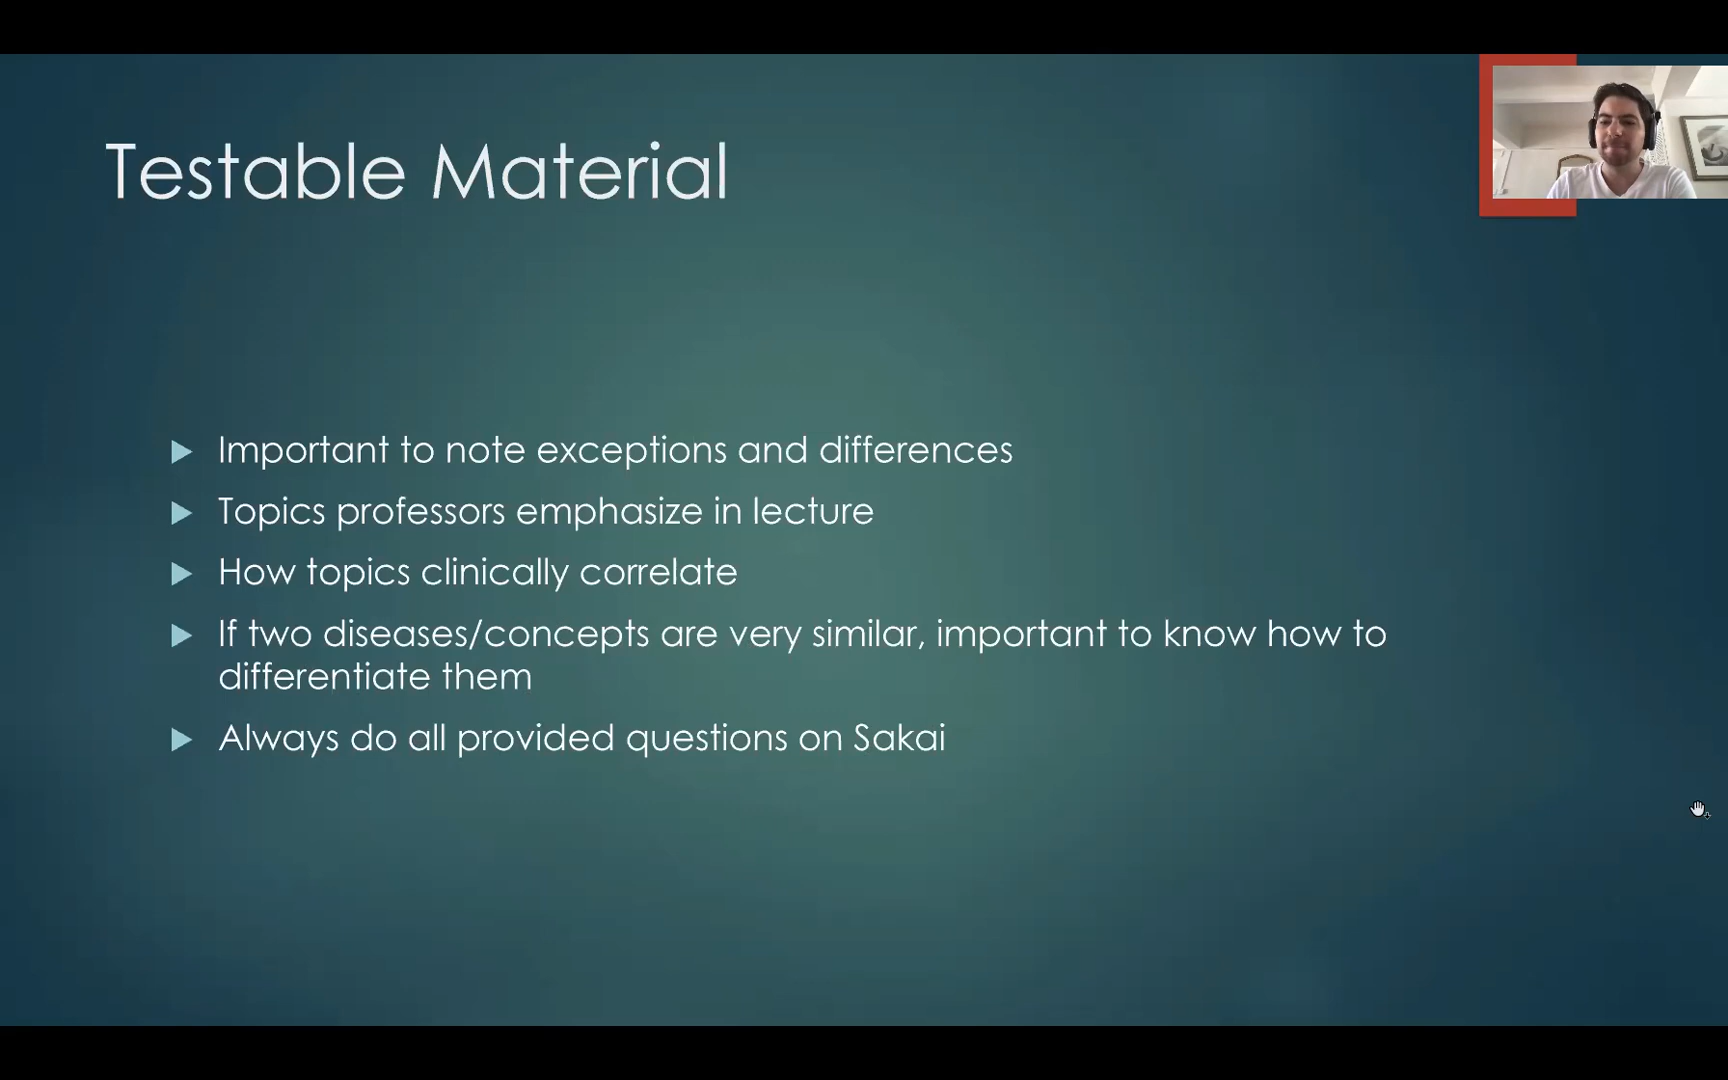 Testable Material
Important to note exceptions and differences
Topics professors emphasize in lecture
How topics clinically correlate
If two diseases/concepts are very similar, important to know how to
differentiate them
Always do all provided questions on Sakai